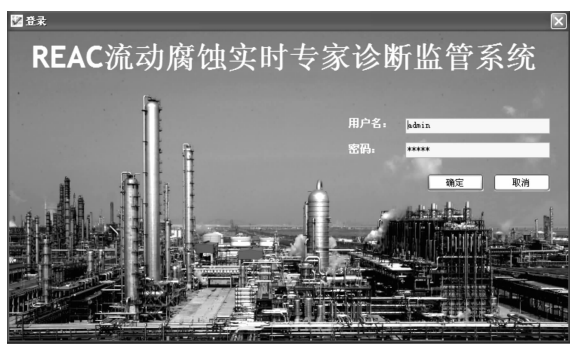 登录
REAC流动腐蚀实时专家诊断监管系统
用户名： admin
密码： *****
确定 取消